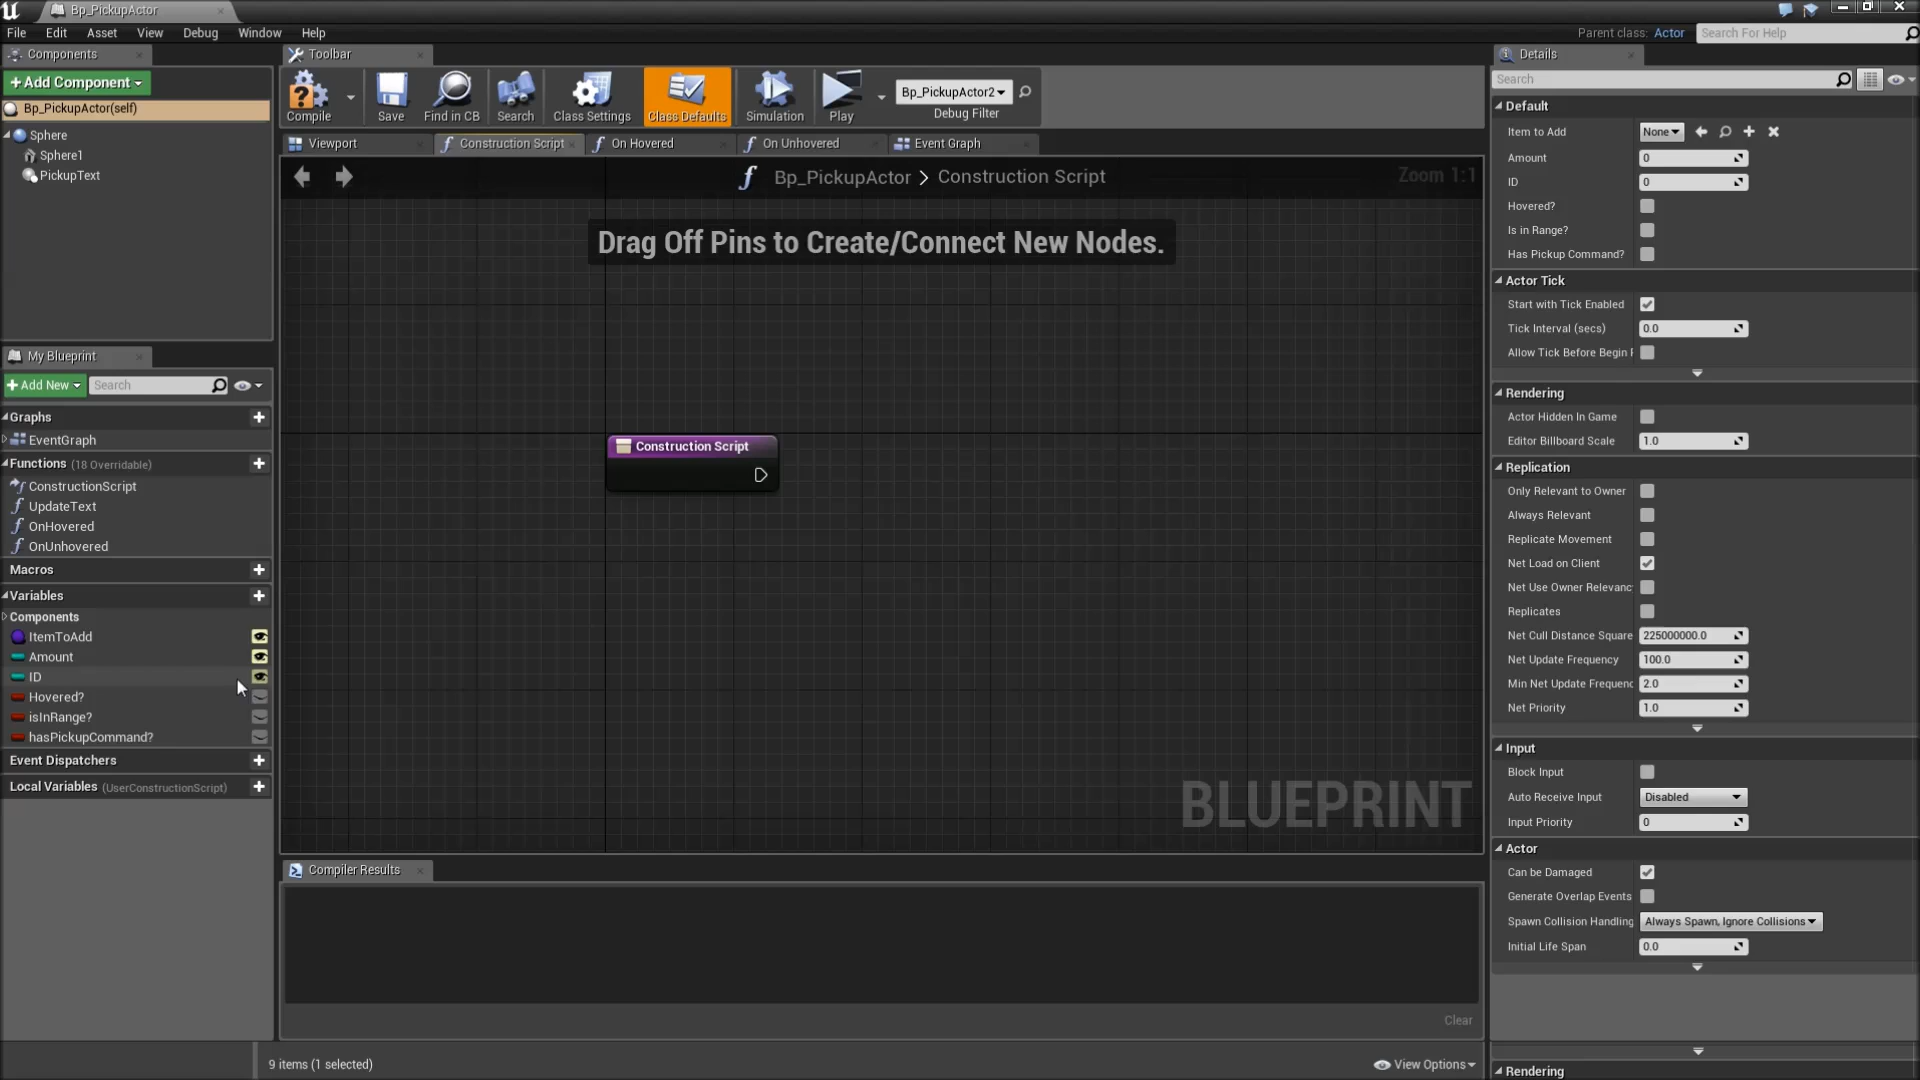 Bp_PickupActor
File Edit Asset View Debug Window Help
Parent class: Actor
Search For Help
Components
Add Component
Bp_PickupActor(self)
Sphere
Sphere1
PickupText
Toolbar
Compile
Save
Find in CB
Search
Class Settings
Class Defaults
Simulation
Play
Bp_PickupActor2
Debug Filter
Viewport
Construction Script
On Hovered
On Unhovered
Event Graph
Bp_PickupActor > Construction Script
Zoom 1:1
Drag Off Pins to Create/Connect New Nodes.
Construction Script
BLUEPRINT
My Blueprint
Add New
Search
Graphs
EventGraph
Functions (18 Overridable)
ConstructionScript
UpdateText
OnHovered
OnUnhovered
Macros
Variables
Components
ItemToAdd
Amount
ID
Hovered?
isInRange?
hasPickupCommand?
Event Dispatchers
Local Variables (UserConstructionScript)
Compiler Results
Clear
9 items (1 selected)
View Options
Details
Search
Default
Item to Add None
Amount 0
ID 0
Hovered?
Is in Range?
Has Pickup Command?
Actor Tick
Start with Tick Enabled
Tick Interval (secs) 0.0
Allow Tick Before Begin
Rendering
Actor Hidden In Game
Editor Billboard Scale 1.0
Replication
Only Relevant to Owner
Always Relevant
Replicate Movement
Net Load on Client
Net Use Owner Relevanc
Replicates
Net Cull Distance Square 225000000.0
Net Update Frequency 100.0
Min Net Update Frequenc 2.0
Net Priority 1.0
Input
Block Input
Auto Receive Input Disabled
Input Priority 0
Actor
Can be Damaged
Generate Overlap Events
Spawn Collision Handling Always Spawn, Ignore Collisions
Initial Life Span 0.0
Rendering